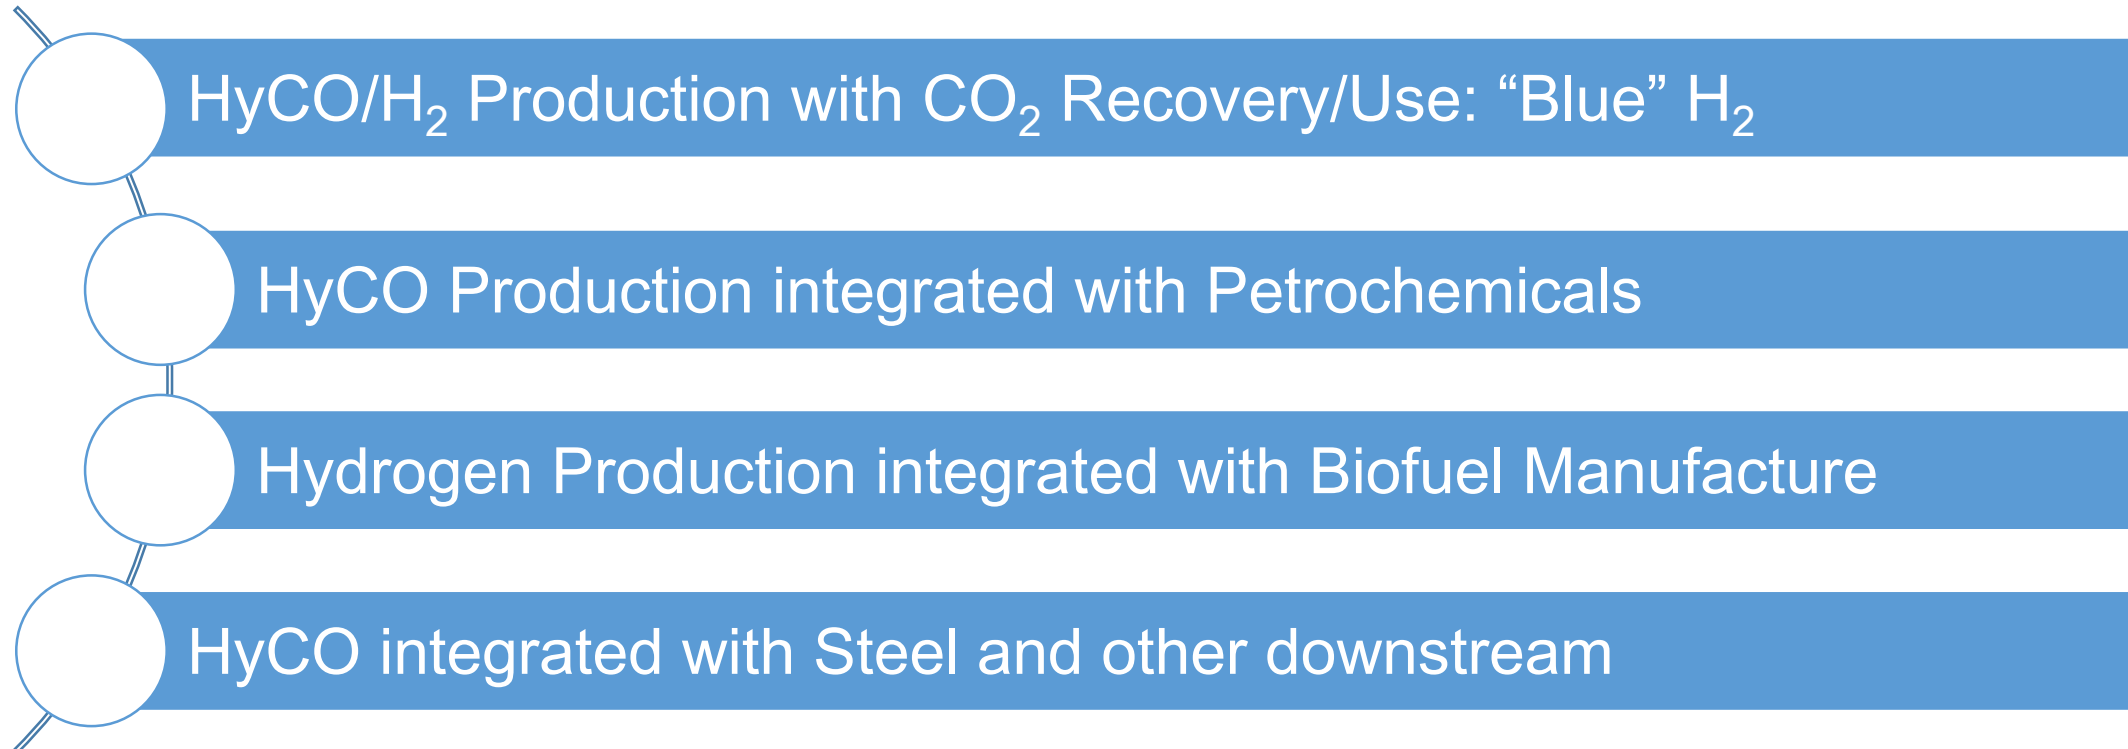 HyCO/H₂ Production with CO₂ Recovery/Use: “Blue” H₂
HyCO Production integrated with Petrochemicals
Hydrogen Production integrated with Biofuel Manufacture
HyCO integrated with Steel and other downstream